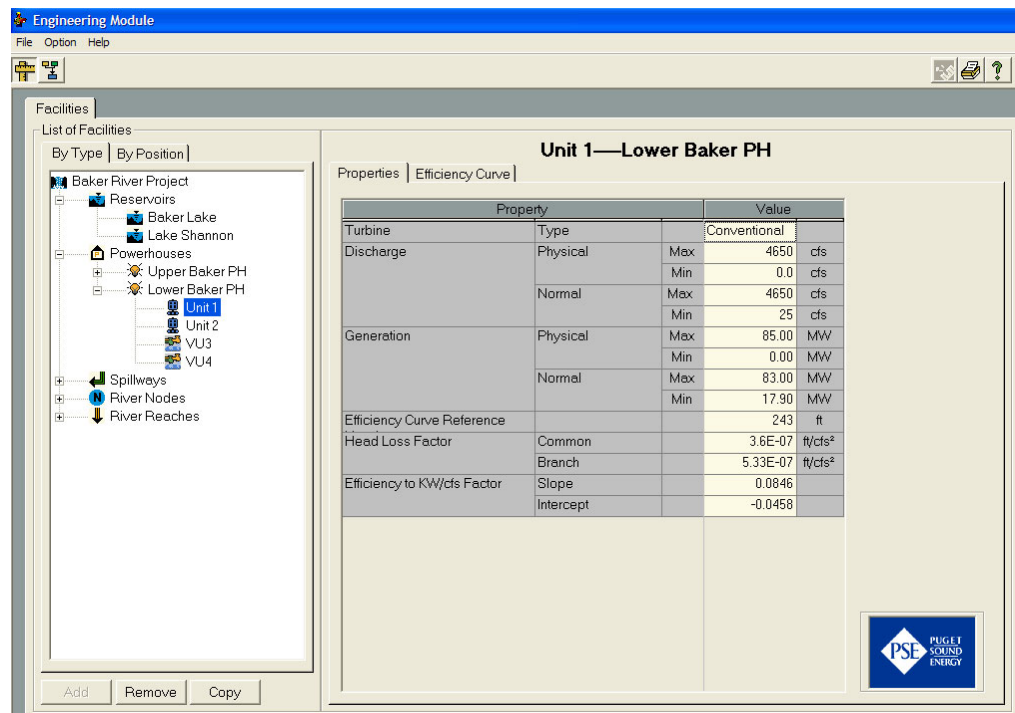 Engineering Module
File Option Help
Facilities
List of Facilities
By Type By Position
Baker River Project
Reservoirs
Baker Lake
Lake Shannon
Powerhouses
Upper Baker PH
Lower Baker PH
Unit 1
Unit 2
VU3
VU4
Spillways
N River Nodes
River Reaches
Add Remove Copy
Unit 1—Lower Baker PH
Properties Efficiency Curve
Property Value
Turbine Type Conventional
Discharge Physical Max 4650 cfs
Min 0.0 cfs
Normal Max 4650 cfs
Min 25 cfs
Generation Physical Max 85.00 MW
Min 0.00 MW
Normal Max 83.00 MW
Min 17.90 MW
Efficiency Curve Reference 243 ft
Head Loss Factor Common 3.6E-07 ft/cfs²
Branch 5.33E-07 ft/cfs²
Efficiency to KW/cfs Factor Slope 0.0846
Intercept -0.0458
PSE PUGET
SOUND
ENERGY